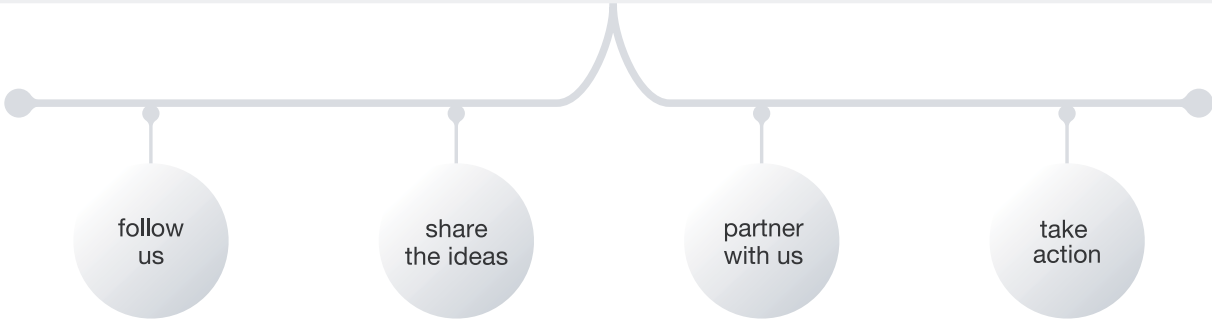 follow
us
share
the ideas
partner
with us
take
action